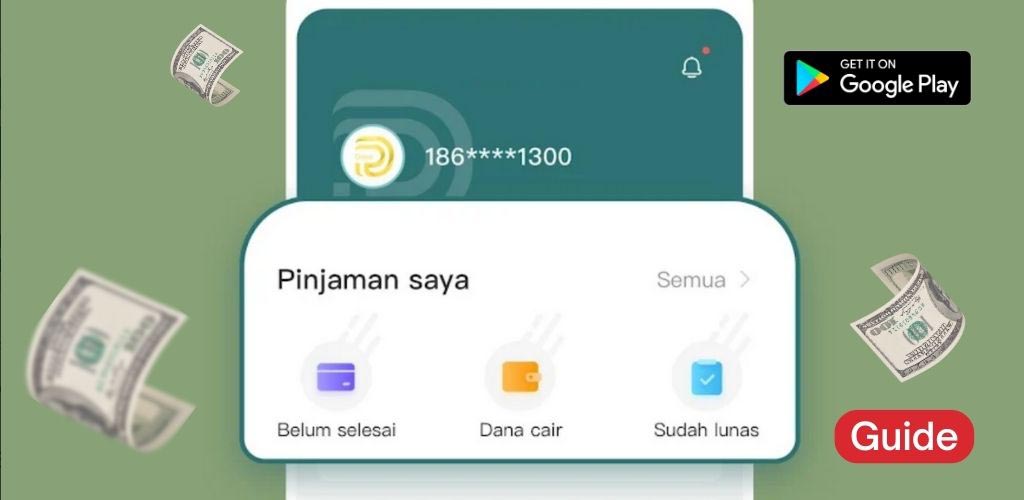 GET IT ON
Google Play
186****1300
Pinjaman saya
Semua
Belum selesai
Dana cair
Sudah lunas
Guide